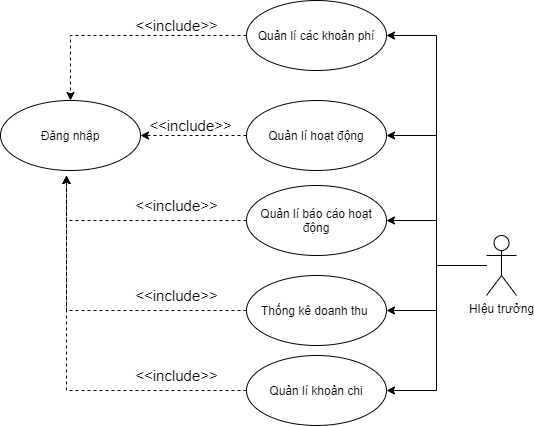 <<include>>
Quản lí các khoản phí
Đăng nhập
<<include>>
Quản lí hoạt động
<<include>>
Quản lí báo cáo hoạt
động
<<include>>
Thống kê doanh thu
HIệu trưởng
<<include>>
Quản lí khoản chi